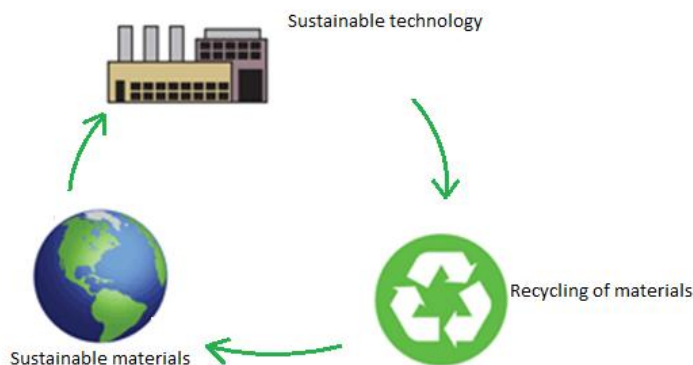 Sustainable technology
Recycling of materials
Sustainable materials